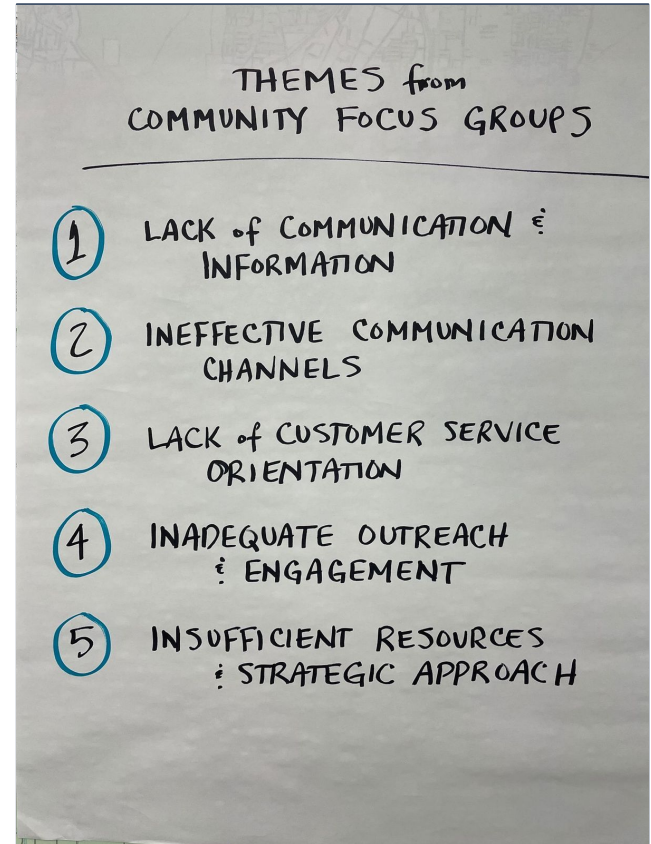 THEMES from
COMMUNITY FOCUS GROUPS
1 LACK of COMMUNICATION &
INFORMATION
2 INEFFECTIVE COMMUNICATION
CHANNELS
3 LACK of CUSTOMER SERVICE
ORIENTATION
4 INADEQUATE OUTREACH
& ENGAGEMENT
5 INSUFFICIENT RESOURCES
& STRATEGIC APPROACH